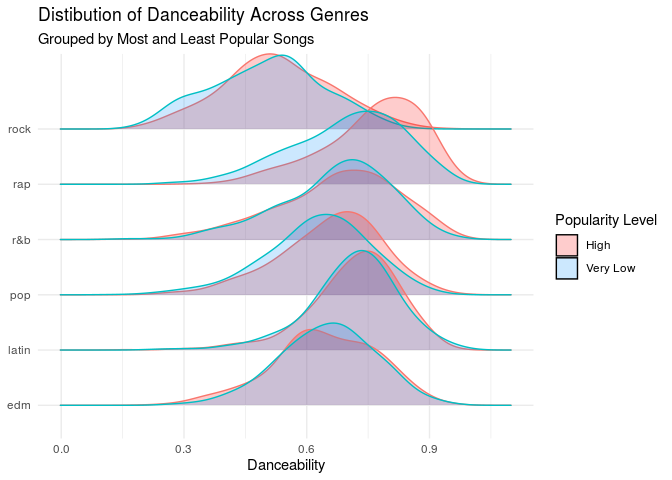 Distibution of Danceability Across Genres
Grouped by Most and Least Popular Songs
rock
rap
r&b
pop
latin
edm
0.0 0.3 0.6 0.9
Danceability
Popularity Level
High
Very Low